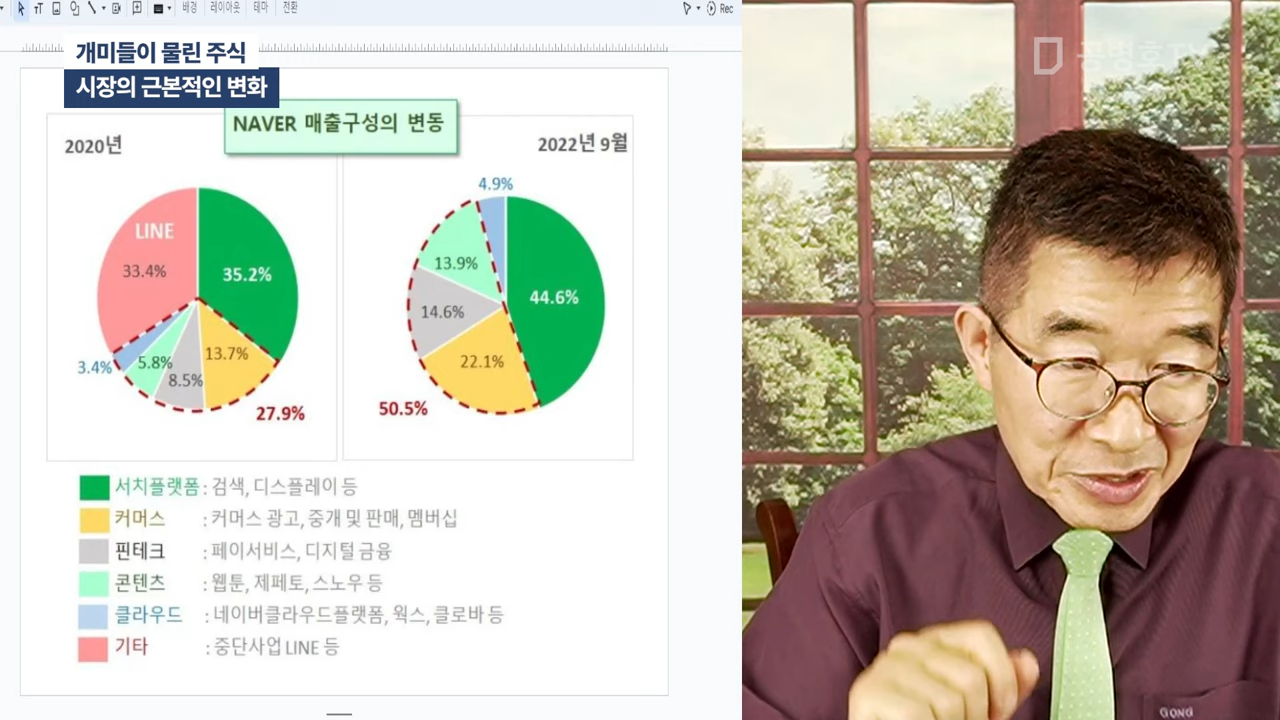 T
배경 레이아웃 테마 전환
Rec
개미들이 물린 주식
시장의 근본적인 변화
공병호TV
NAVER 매출구성의 변동
2020년
2022년 9월
LINE
33.4%
35.2%
3.4%
5.8%
8.5%
13.7%
27.9%
4.9%
13.9%
14.6%
44.6%
22.1%
50.5%
서치플랫폼 : 검색, 디스플레이 등
커머스 : 커머스 광고, 중개 및 판매, 멤버십
핀테크 : 페이서비스, 디지털 금융
콘텐츠 : 웹툰, 제페토, 스노우 등
클라우드 : 네이버클라우드플랫폼, 웍스, 클로바 등
기타 : 중단사업 LINE 등
GONG